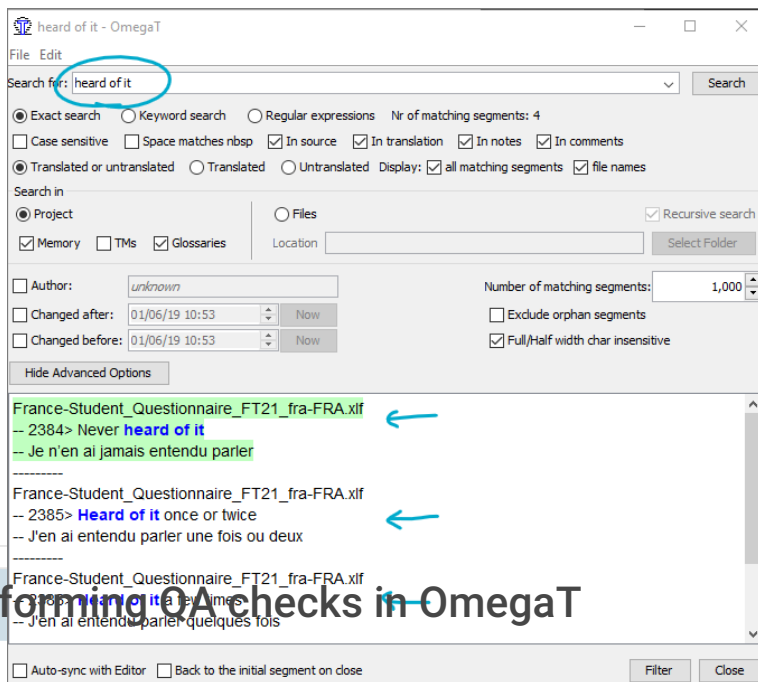 heard of it - OmegaT
File Edit
Search for: heard of it Search
Exact search Keyword search Regular expressions Nr of matching segments: 4
Case sensitive Space matches nbsp In source In translation In notes In comments
Translated or untranslated Translated Untranslated Display: all matching segments file names
Search in
Project Files Recursive search
Memory TMs Glossaries Location Select Folder
Author: unknown Number of matching segments: 1,000
Changed after: 01/06/19 10:53 Now Exclude orphan segments
Changed before: 01/06/19 10:53 Now Full/Half width char insensitive
Hide Advanced Options
France-Student_Questionnaire_FT21_fra-FRA.xlf
-- 2384> Never heard of it
-- Je n'en ai jamais entendu parler
---------
France-Student_Questionnaire_FT21_fra-FRA.xlf
-- 2385> Heard of it once or twice
-- J'en ai entendu parler une fois ou deux
---------
France-Student_Questionnaire_FT21_fra-FRA.xlf
-- 2386> Heard of it a few times
forming QA checks in OmegaT
-- J'en ai entendu parler quelques fois
Auto-sync with Editor Back to the initial segment on close Filter Close